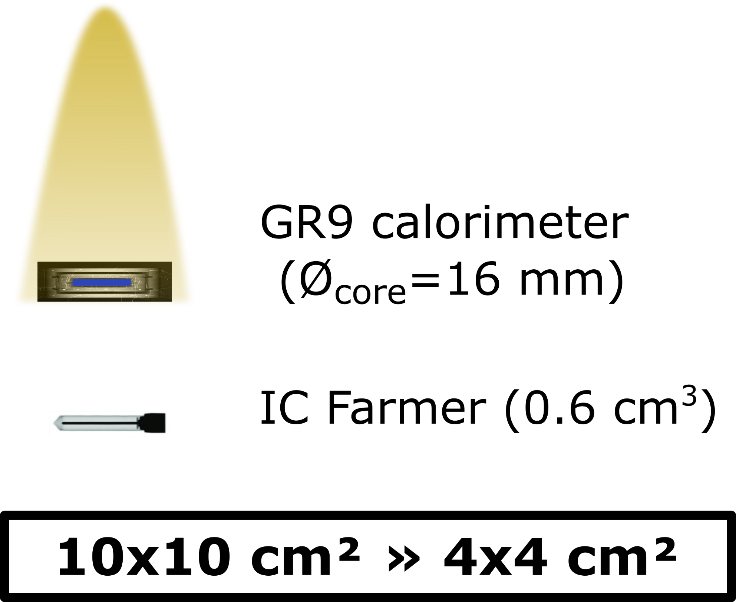 GR9 calorimeter
(Øcore=16 mm)
IC Farmer (0.6 cm³)
10x10 cm² » 4x4 cm²